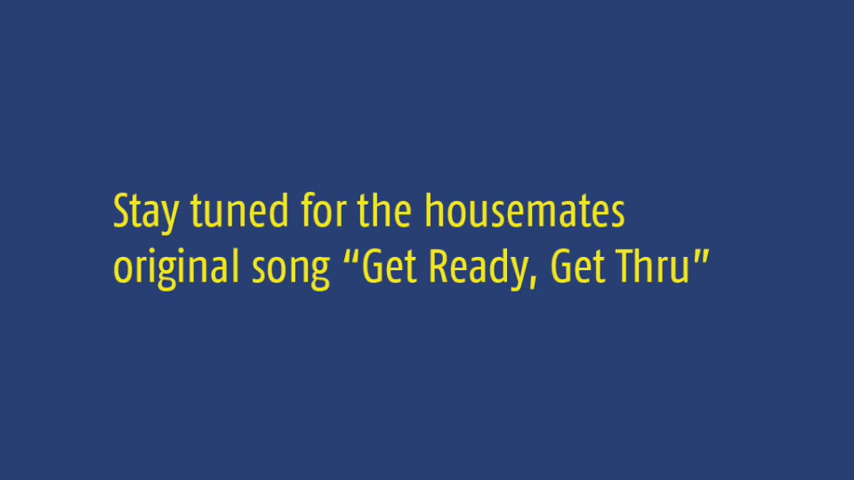 Stay tuned for the housemates
original song “Get Ready, Get Thru”